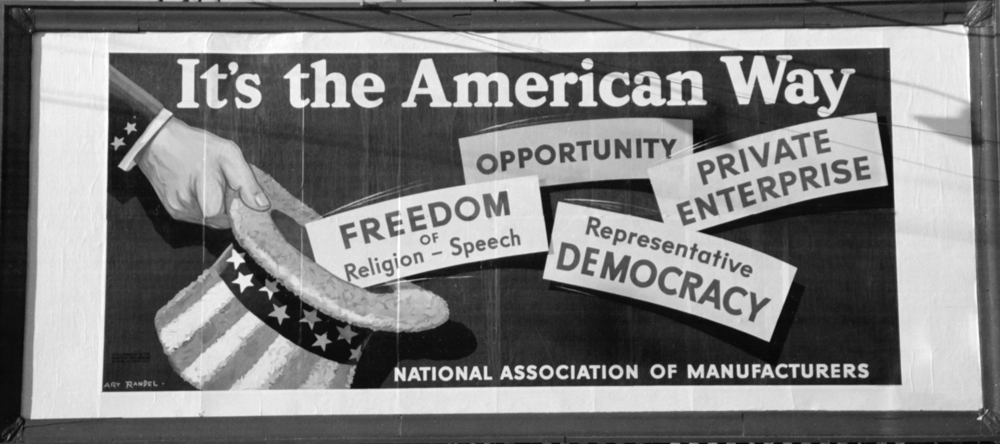 It's the American Way
OPPORTUNITY
PRIVATE
ENTERPRISE
FREEDOM
OF
Religion – Speech
Representative
DEMOCRACY
NATIONAL ASSOCIATION OF MANUFACTURERS
ART RANDEL.